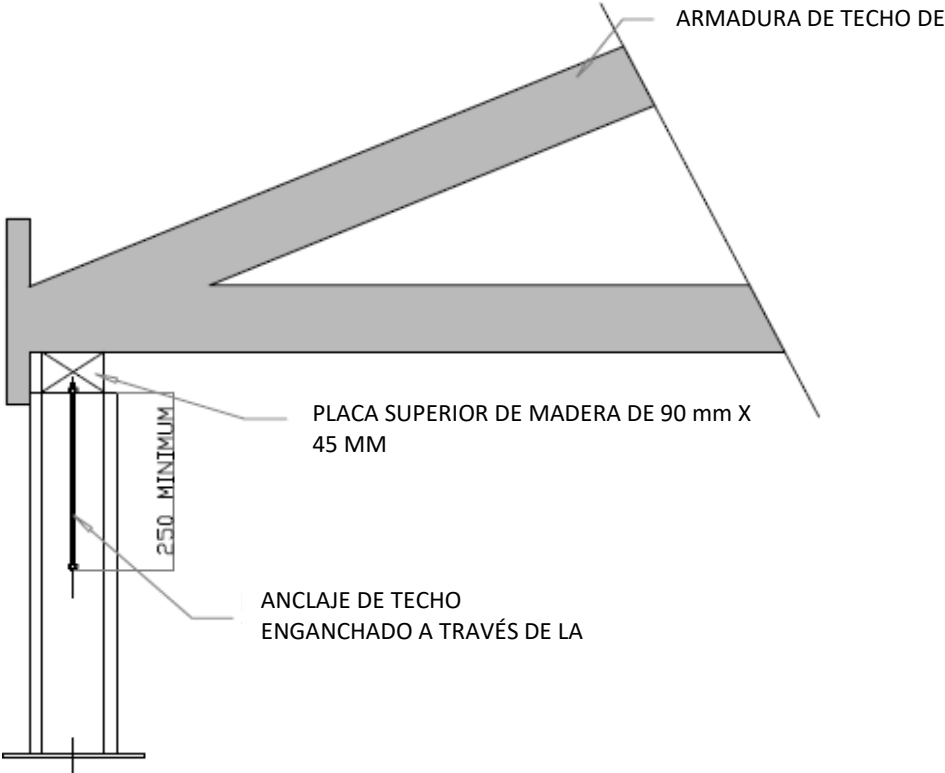 ARMADURA DE TECHO DE
PLACA SUPERIOR DE MADERA DE 90 mm X
45 MM
250 MINIMUM
ANCLAJE DE TECHO
ENGANCHADO A TRAVÉS DE LA